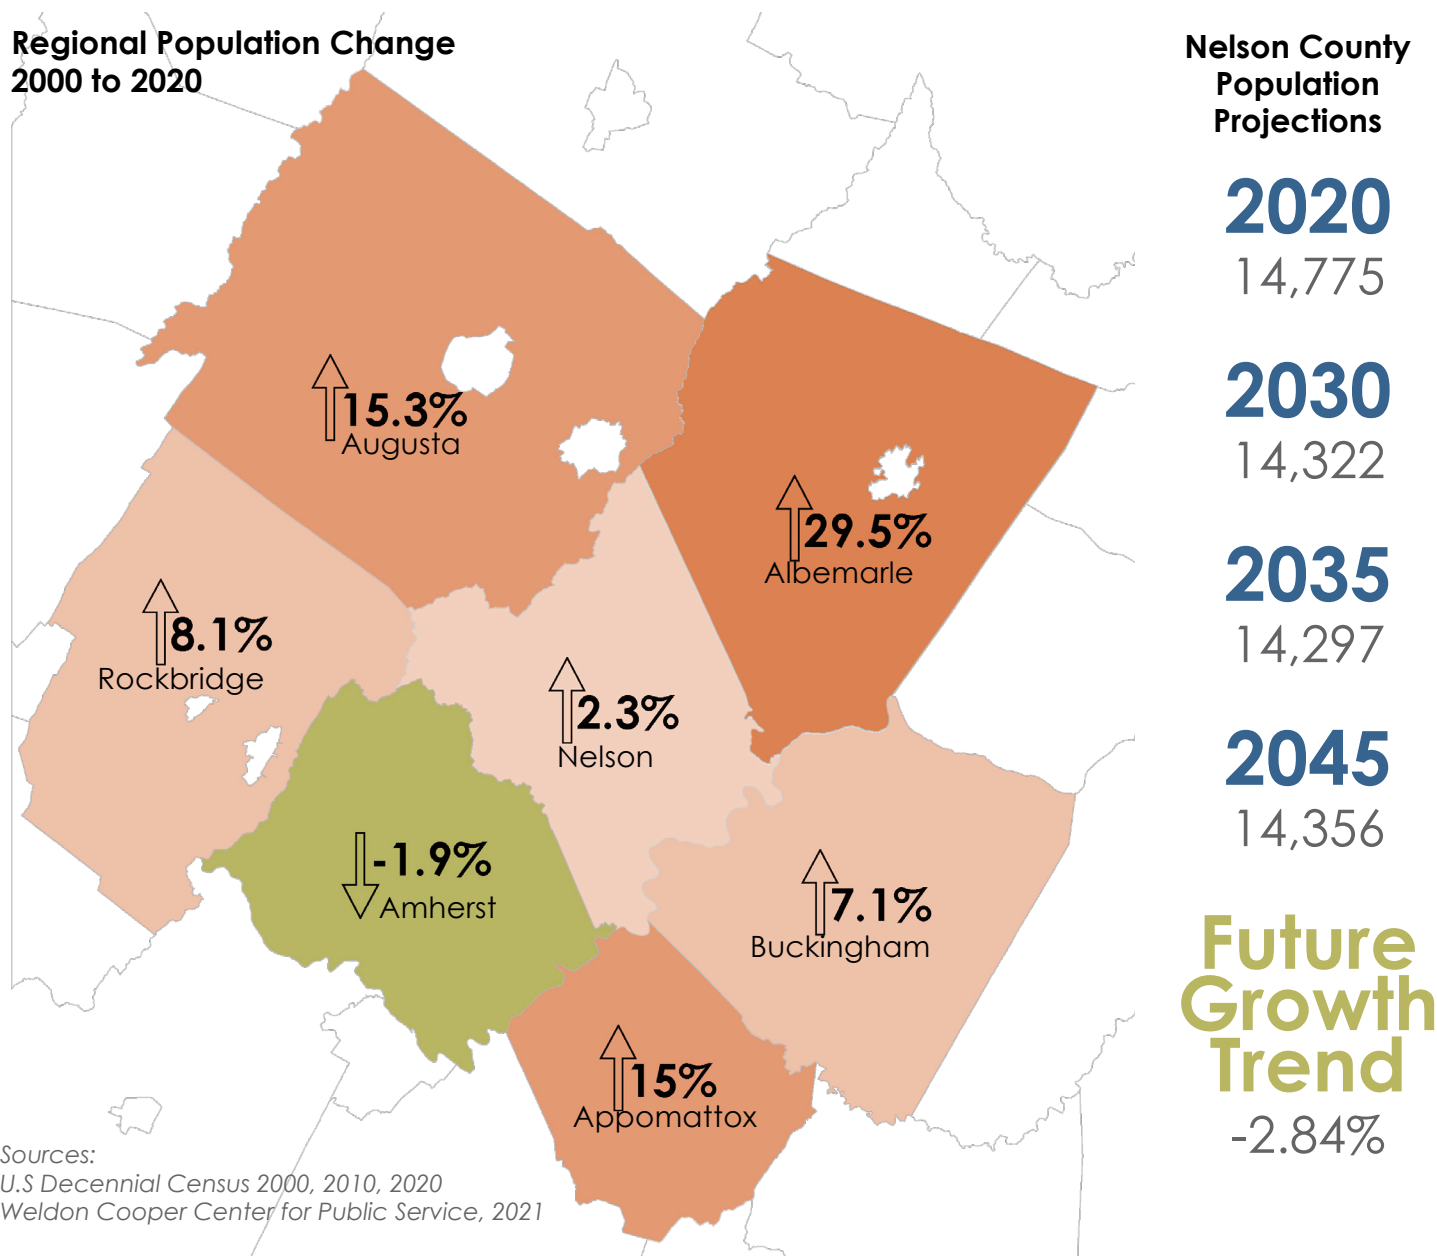 Regional Population Change
2000 to 2020
15.3%
Augusta
29.5%
Albemarle
8.1%
Rockbridge
2.3%
Nelson
-1.9%
Amherst
7.1%
Buckingham
15%
Appomattox
Sources:
U.S Decennial Census 2000, 2010, 2020
Weldon Cooper Center for Public Service, 2021
Nelson County
Population
Projections
2020
14,775
2030
14,322
2035
14,297
2045
14,356
Future
Growth
Trend
-2.84%